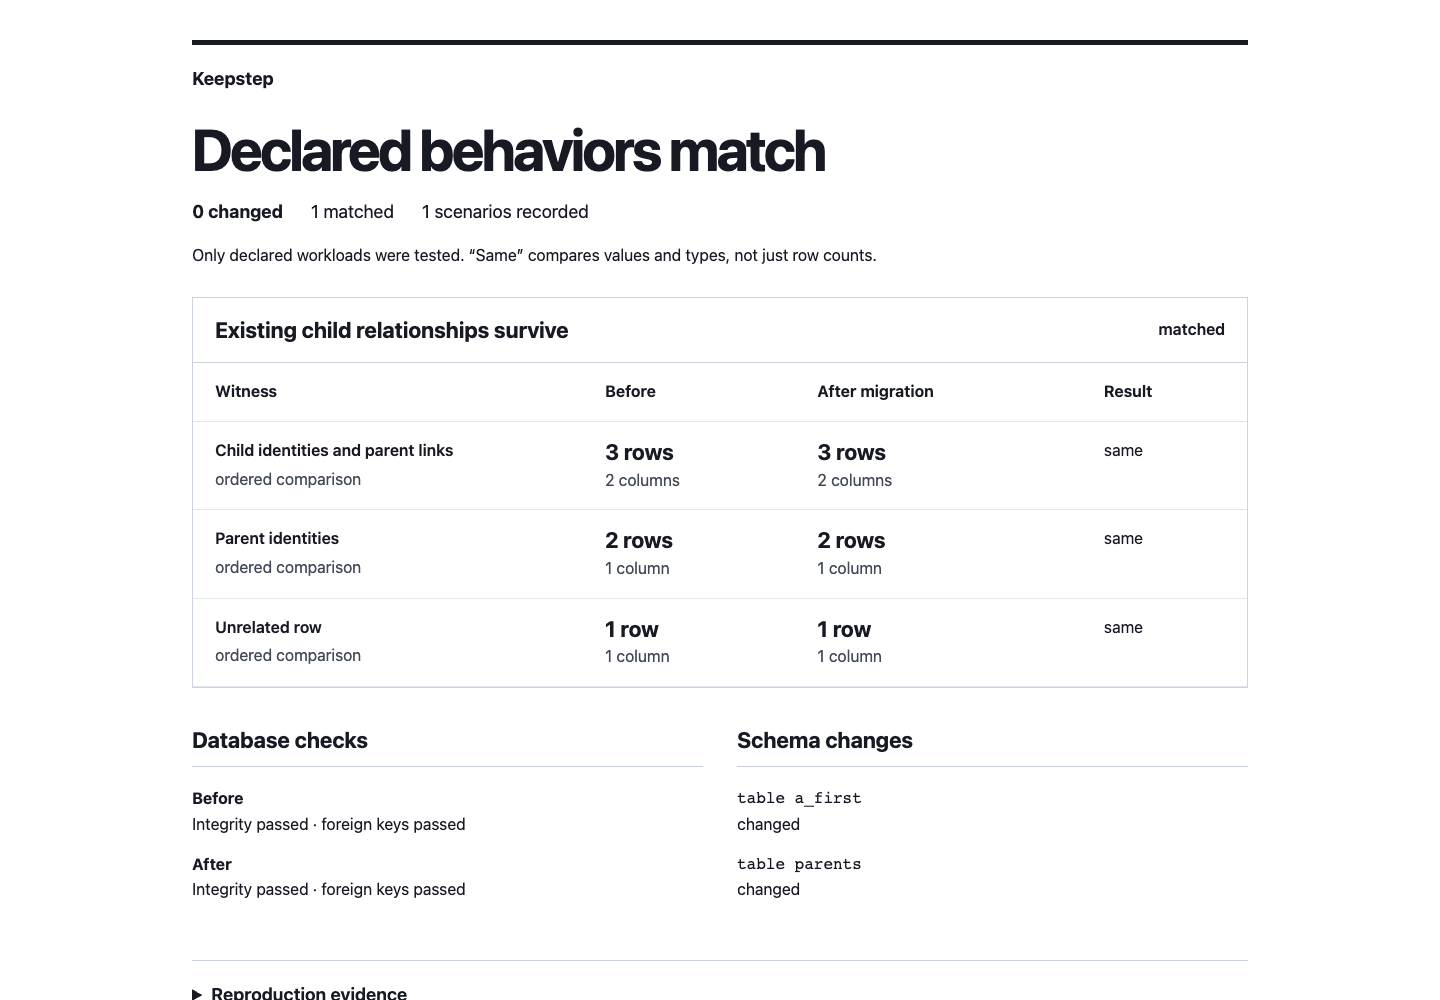 Keepstep
Declared behaviors match
0 changed 1 matched 1 scenarios recorded
Only declared workloads were tested. “Same” compares values and types, not just row counts.
Existing child relationships survive matched
Witness Before After migration Result
Child identities and parent links 3 rows 3 rows same
ordered comparison 2 columns 2 columns
Parent identities 2 rows 2 rows same
ordered comparison 1 column 1 column
Unrelated row 1 row 1 row same
ordered comparison 1 column 1 column
Database checks
Before
Integrity passed · foreign keys passed
After
Integrity passed · foreign keys passed
Schema changes
table a_first
changed
table parents
changed
Reproduction evidence